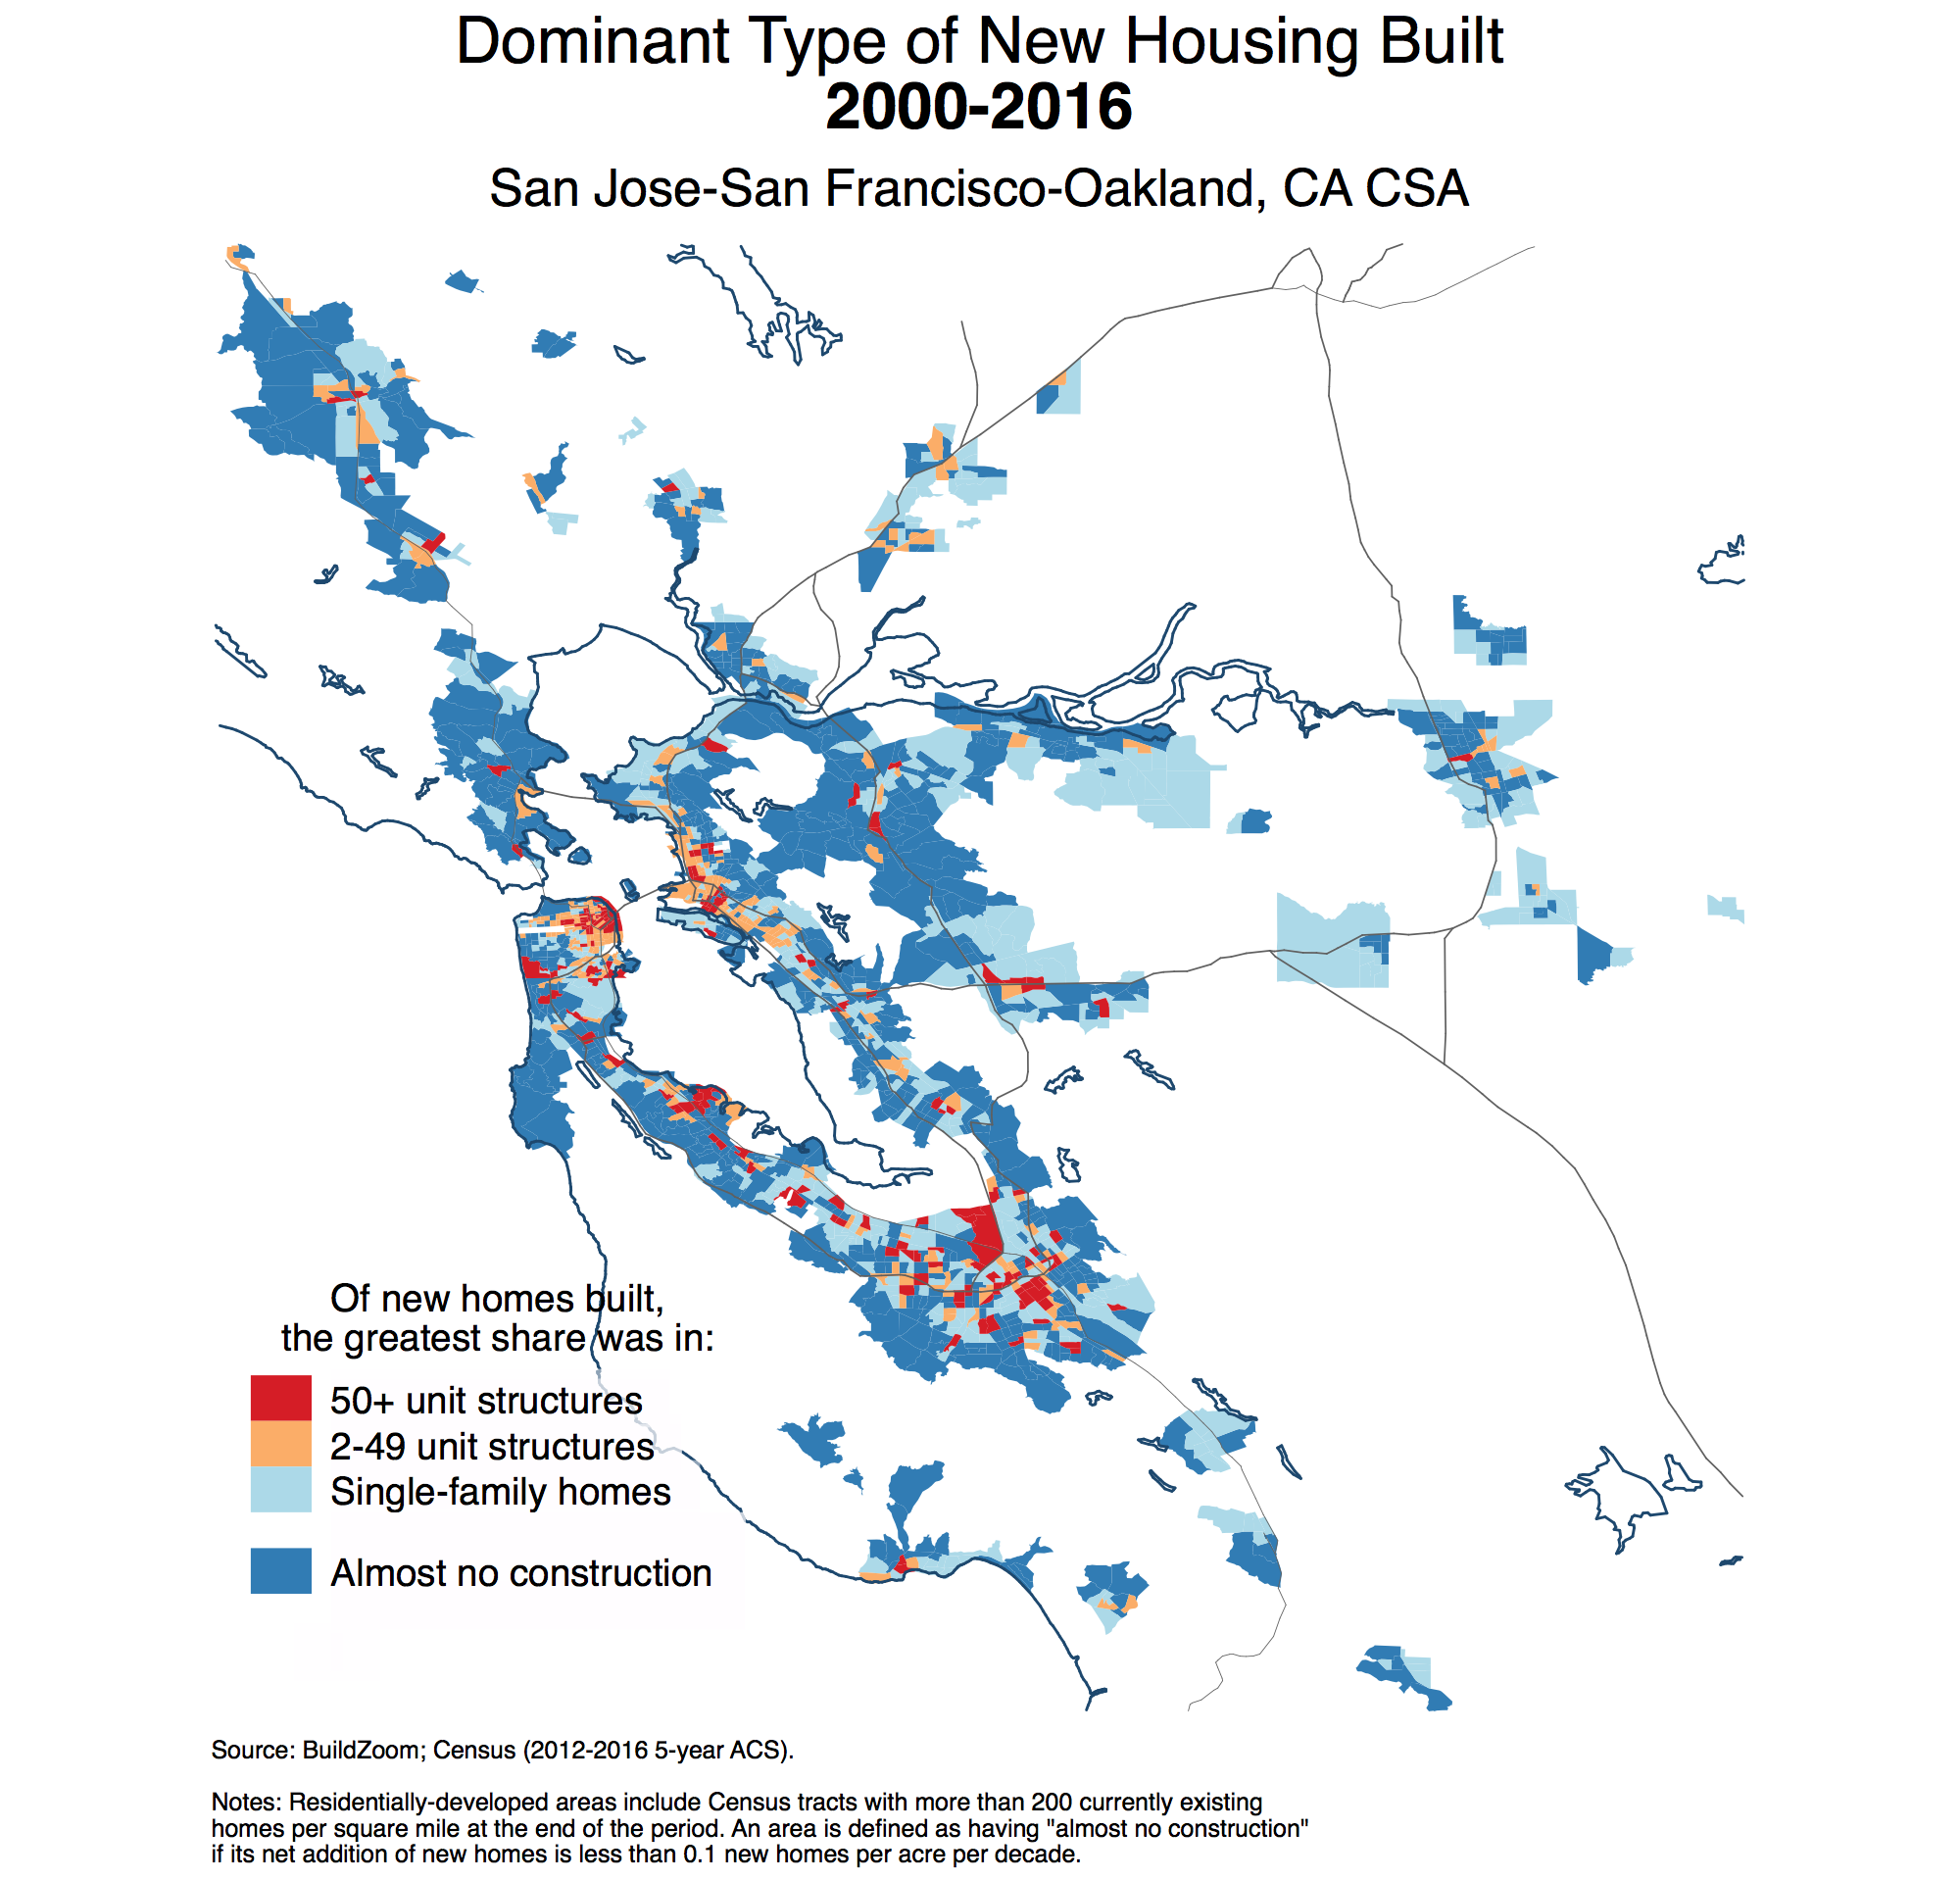 Dominant Type of New Housing Built
2000-2016
San Jose-San Francisco-Oakland, CA CSA
Of new homes built,
the greatest share was in:
50+ unit structures
2-49 unit structures
Single-family homes
Almost no construction
Source: BuildZoom; Census (2012-2016 5-year ACS).
Notes: Residentially-developed areas include Census tracts with more than 200 currently existing
homes per square mile at the end of the period. An area is defined as having "almost no construction"
if its net addition of new homes is less than 0.1 new homes per acre per decade.